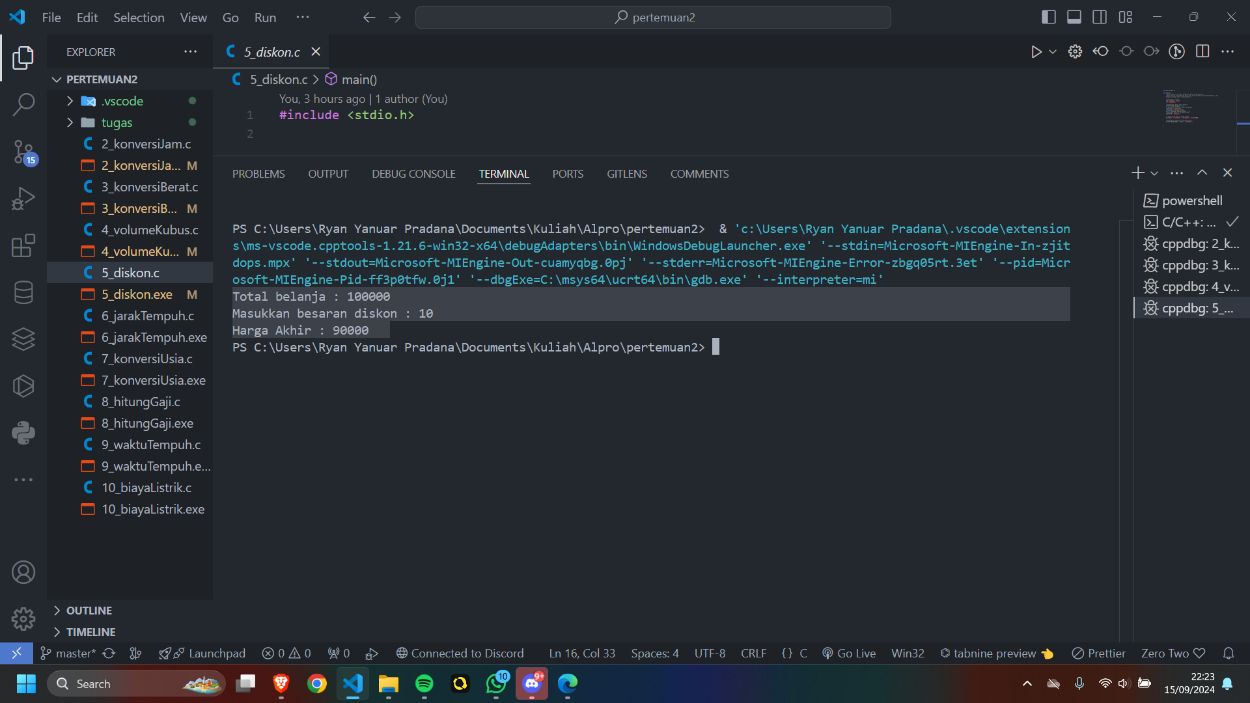 File Edit Selection View Go Run ··· pertemuan2
EXPLORER ···
5_diskon.c
PERTEMUAN2
.vscode
tugas
2_konversiJam.c
2_konversiJa... M
3_konversiBerat.c
3_konversiB... M
4_volumeKubus.c
4_volumeKu... M
5_diskon.c
5_diskon.exe M
6_jarakTempuh.c
6_jarakTempuh.exe
7_konversiUsia.c
7_konversiUsia.exe
8_hitungGaji.c
8_hitungGaji.exe
9_waktuTempuh.c
9_waktuTempuh.e...
10_biayaListrik.c
10_biayaListrik.exe
OUTLINE
TIMELINE
15
5_diskon.c > main()
You, 3 hours ago | 1 author (You)
1 #include <stdio.h>
2
PROBLEMS OUTPUT DEBUG CONSOLE TERMINAL PORTS GITLENS COMMENTS
PS C:\Users\Ryan Yanuar Pradana\Documents\Kuliah\Alpro\pertemuan2> & 'c:\Users\Ryan Yanuar Pradana\.vscode\extension
s\ms-vscode.cpptools-1.21.6-win32-x64\debugAdapters\bin\WindowsDebugLauncher.exe' '--stdin=Microsoft-MIEngine-In-zjit
dops.mpx' '--stdout=Microsoft-MIEngine-Out-cuamyqbg.0pj' '--stderr=Microsoft-MIEngine-Error-zbgq05rt.3et' '--pid=Micr
osoft-MIEngine-Pid-ff3p0tfw.0j1' '--dbgExe=C:\msys64\ucrt64\bin\gdb.exe' '--interpreter=mi'
Total belanja : 100000
Masukkan besaran diskon : 10
Harga Akhir : 90000
PS C:\Users\Ryan Yanuar Pradana\Documents\Kuliah\Alpro\pertemuan2>
powershell
C/C++: ...
cppdbg: 2_k...
cppdbg: 3_k...
cppdbg: 4_v...
cppdbg: 5_...
master* Launchpad 0 0 0 Connected to Discord Ln 16, Col 33 Spaces: 4 UTF-8 CRLF {} C Go Live Win32 tabnine preview Prettier Zero Two
Search 10 9+ 22:23
15/09/2024